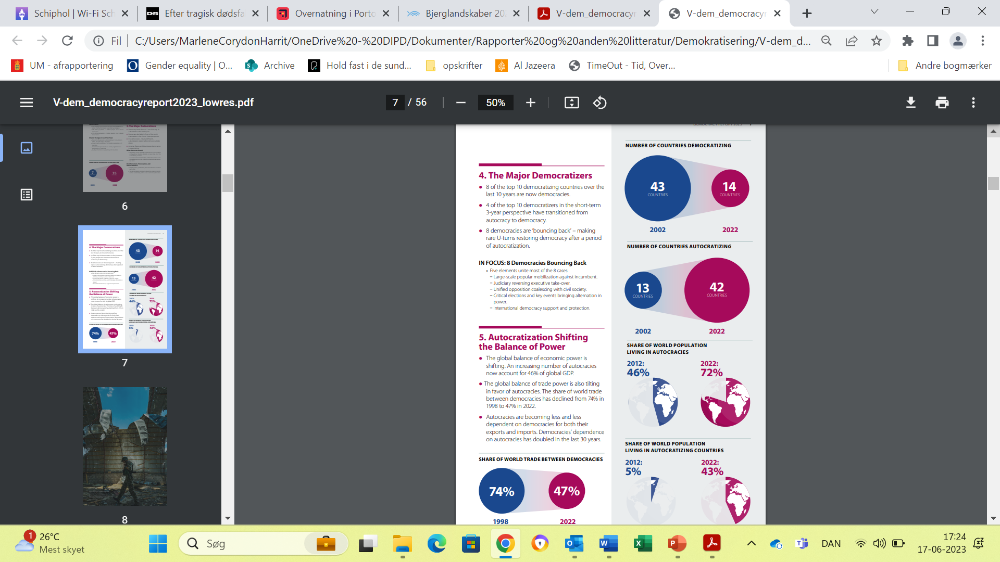 Schiphol | Wi-Fi Sch
Efter tragisk dødsfa
Overnatning i Porto
Bjerglandskaber 20
V-dem_democracyr
V-dem_democracyr
Fil
C:/Users/MarleneCorydonHarrit/OneDrive%20-%20DIPD/Dokumenter/Rapporter%20og%20anden%20litteratur/Demokratisering/V-dem_d...
UM - afrapportering
Gender equality | O...
Archive
Hold fast i de sund...
opskrifter
Al Jazeera
TimeOut - Tid, Over...
Andre bogmærker
V-dem_democracyreport2023_lowres.pdf
7 / 56
50%
6
7
8
4. The Major Democratizers
• 8 of the top 10 democratizing countries over the
last 10 years are now democracies.
• 4 of the top 10 democratizers in the short-term
3-year perspective have transitioned from
autocracy to democracy.
• 8 democracies are ‘bouncing back’ – making
rare U-turns restoring democracy after a period
of autocratization.
IN FOCUS: 8 Democracies Bouncing Back
• Five elements unite most of the 8 cases:
– Large-scale popular mobilization against incumbent.
– Judiciary reversing executive take-over.
– Unified opposition coalescing with civil society.
– Critical elections and key events bringing alternation in
power.
– International democracy support and protection.
5. Autocratization Shifting
the Balance of Power
• The global balance of economic power is
shifting. An increasing number of autocracies
now account for 46% of global GDP.
• The global balance of trade power is also tilting
in favor of autocracies. The share of world trade
between democracies has declined from 74% in
1998 to 47% in 2022.
• Autocracies are becoming less and less
dependent on democracies for both their
exports and imports. Democracies’ dependence
on autocracies has doubled in the last 30 years.
SHARE OF WORLD TRADE BETWEEN DEMOCRACIES
74%
47%
1998
2022
NUMBER OF COUNTRIES DEMOCRATIZING
43
COUNTRIES
14
COUNTRIES
2002
2022
NUMBER OF COUNTRIES AUTOCRATIZING
13
COUNTRIES
42
COUNTRIES
2002
2022
SHARE OF WORLD POPULATION
LIVING IN AUTOCRACIES
2012:
46%
2022:
72%
SHARE OF WORLD POPULATION
LIVING IN AUTOCRATIZING COUNTRIES
2012:
5%
2022:
43%
1
26°C
Mest skyet
Søg
DAN
17:24
17-06-2023